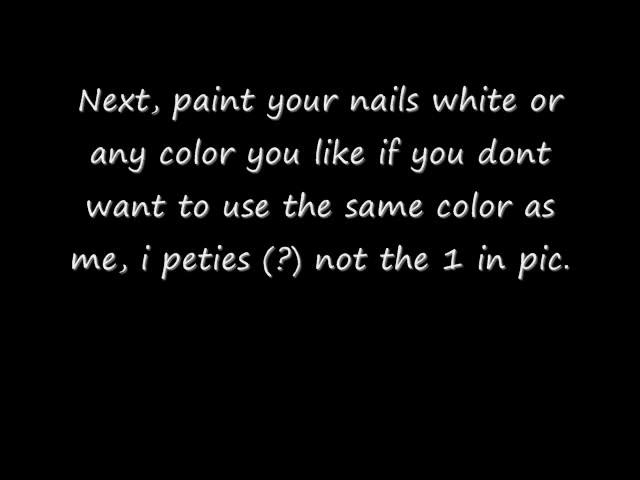 Next, paint your nails white or
any color you like if you dont
want to use the same color as
me, i peties (?) not the 1 in pic.